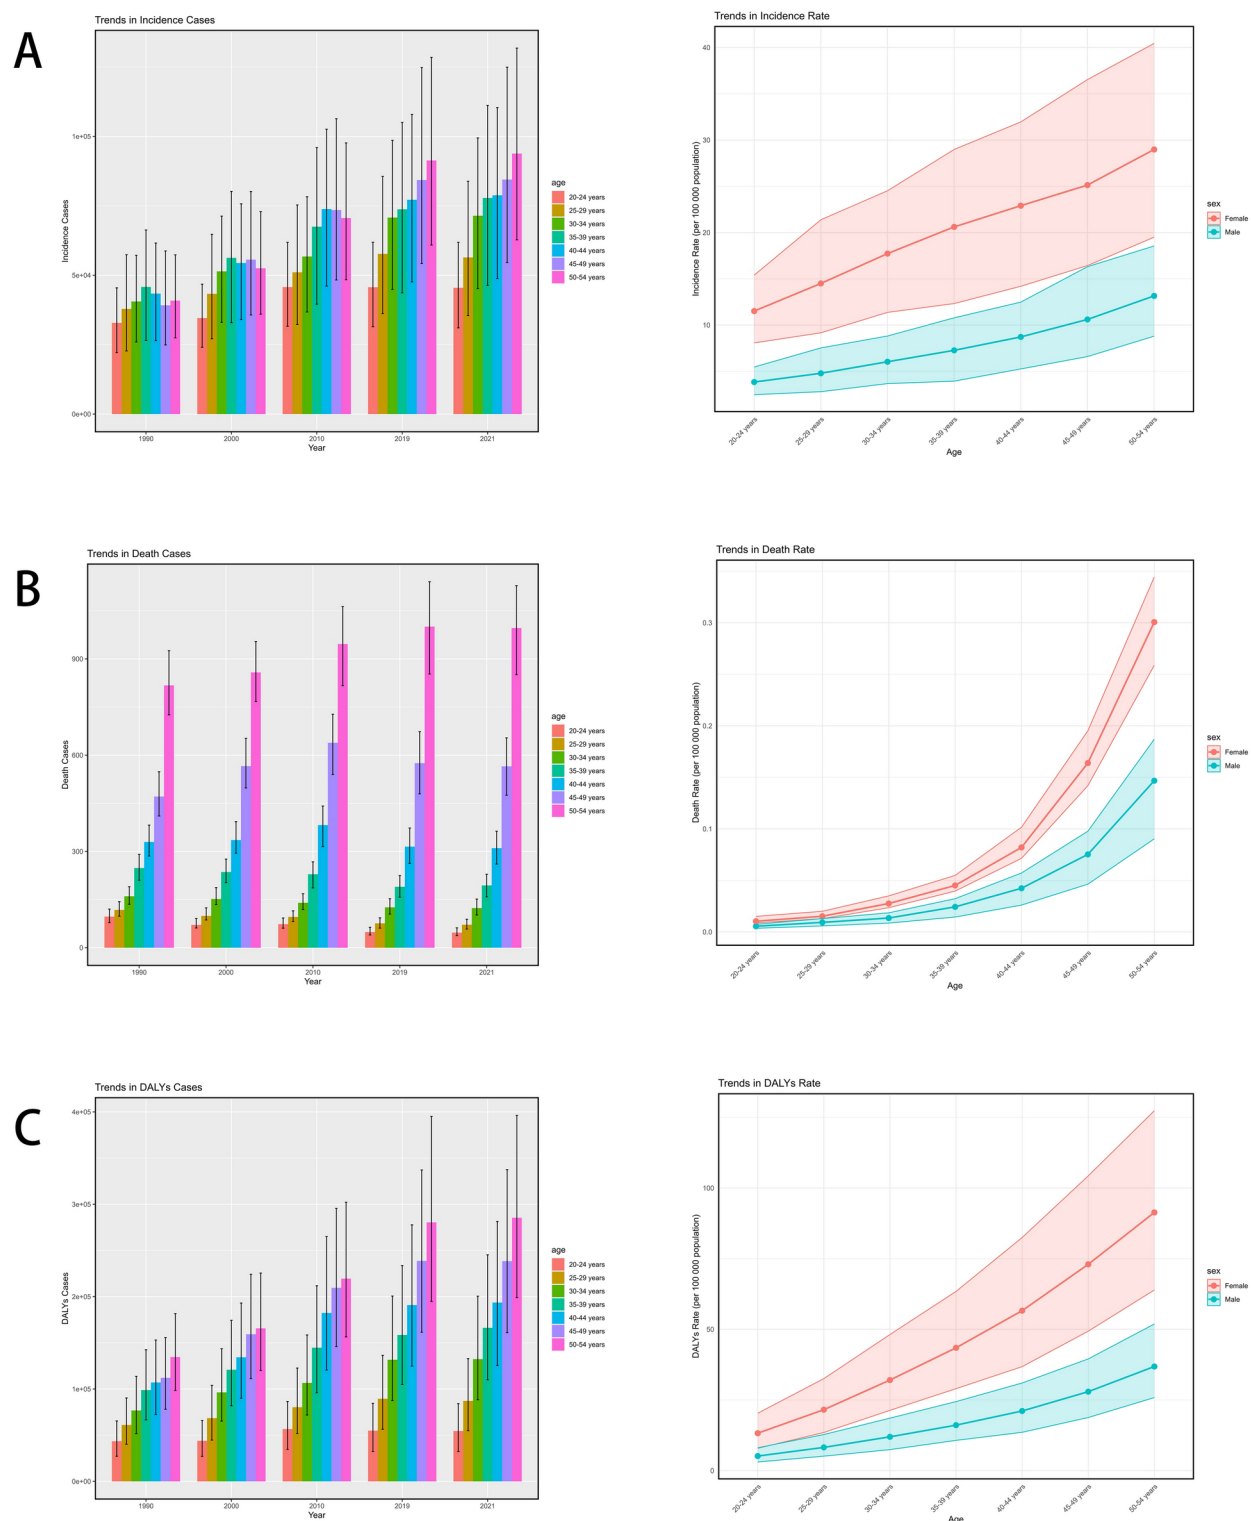 A
Trends in Incidence Cases
Incidence Cases
1e+05
5e+04
0e+00
1990 2000 2010 2019 2021
Year
age
20-24 years
25-29 years
30-34 years
35-39 years
40-44 years
45-49 years
50-54 years
Trends in Incidence Rate
Incidence Rate (per 100 000 population)
40
30
20
10
20-24 years 25-29 years 30-34 years 35-39 years 40-44 years 45-49 years 50-54 years
Age
sex
Female
Male
B
Trends in Death Cases
Death Cases
900
600
300
0
1990 2000 2010 2019 2021
Year
age
20-24 years
25-29 years
30-34 years
35-39 years
40-44 years
45-49 years
50-54 years
Trends in Death Rate
Death Rate (per 100 000 population)
0.3
0.2
0.1
0.0
20-24 years 25-29 years 30-34 years 35-39 years 40-44 years 45-49 years 50-54 years
Age
sex
Female
Male
C
Trends in DALYs Cases
DALYs Cases
4e+05
3e+05
2e+05
1e+05
0e+00
1990 2000 2010 2019 2021
Year
age
20-24 years
25-29 years
30-34 years
35-39 years
40-44 years
45-49 years
50-54 years
Trends in DALYs Rate
DALYs Rate (per 100 000 population)
100
50
0
20-24 years 25-29 years 30-34 years 35-39 years 40-44 years 45-49 years 50-54 years
Age
sex
Female
Male